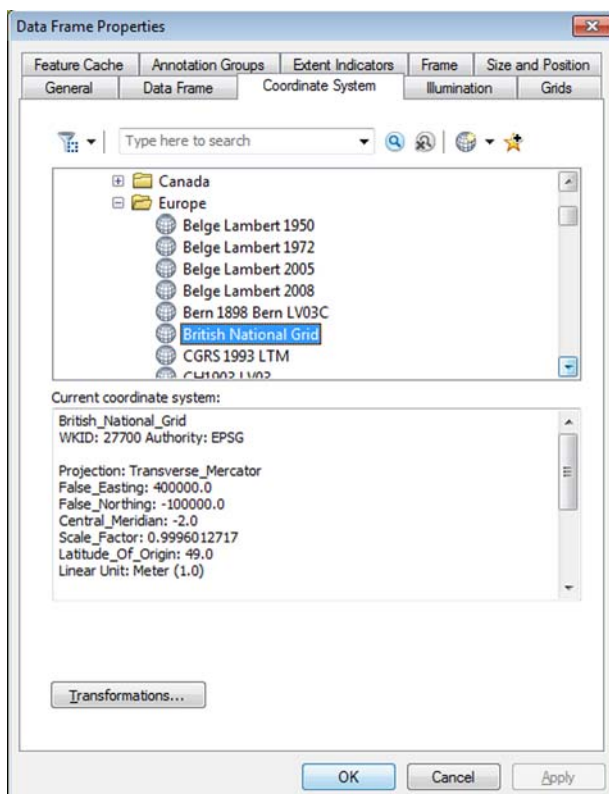 Data Frame Properties
Feature Cache Annotation Groups Extent Indicators Frame Size and Position
General Data Frame Coordinate System Illumination Grids
Type here to search
Canada
Europe
Belge Lambert 1950
Belge Lambert 1972
Belge Lambert 2005
Belge Lambert 2008
Bern 1898 Bern LV03C
British National Grid
CGRS 1993 LTM
CH1903 LV03
Current coordinate system:
British_National_Grid
WKID: 27700 Authority: EPSG
Projection: Transverse_Mercator
False_Easting: 400000.0
False_Northing: -100000.0
Central_Meridian: -2.0
Scale_Factor: 0.9996012717
Latitude_Of_Origin: 49.0
Linear Unit: Meter (1.0)
Transformations...
OK Cancel Apply